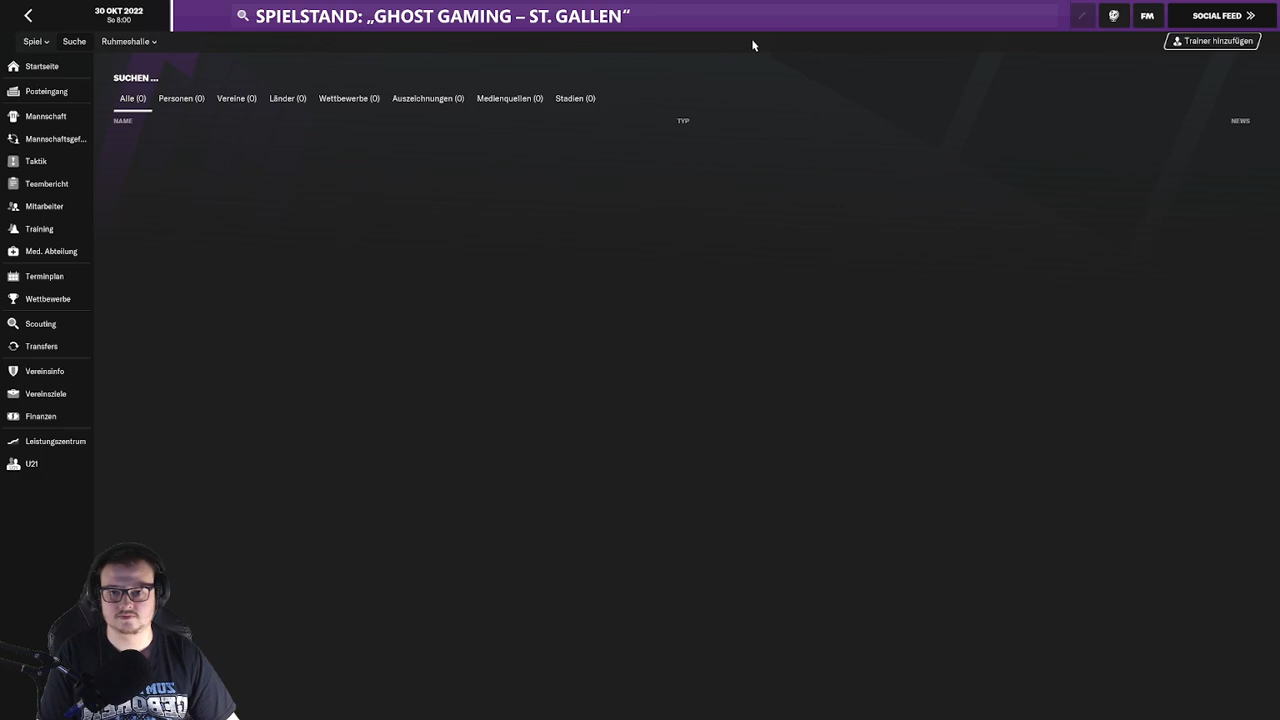 30 OKT 2022
So 8:00
SPIELSTAND: „GHOST GAMING – ST. GALLEN“
FM
SOCIAL FEED
Spiel
Suche
Ruhmeshalle
Trainer hinzufügen
Startseite
Posteingang
Mannschaft
Mannschaftsgef...
Taktik
Teambericht
Mitarbeiter
Training
Med. Abteilung
Terminplan
Wettbewerbe
Scouting
Transfers
Vereinsinfo
Vereinsziele
Finanzen
Leistungszentrum
U21
SUCHEN ...
Alle (0) Personen (0) Vereine (0) Länder (0) Wettbewerbe (0) Auszeichnungen (0) Medienquellen (0) Stadien (0)
NAME TYP NEWS